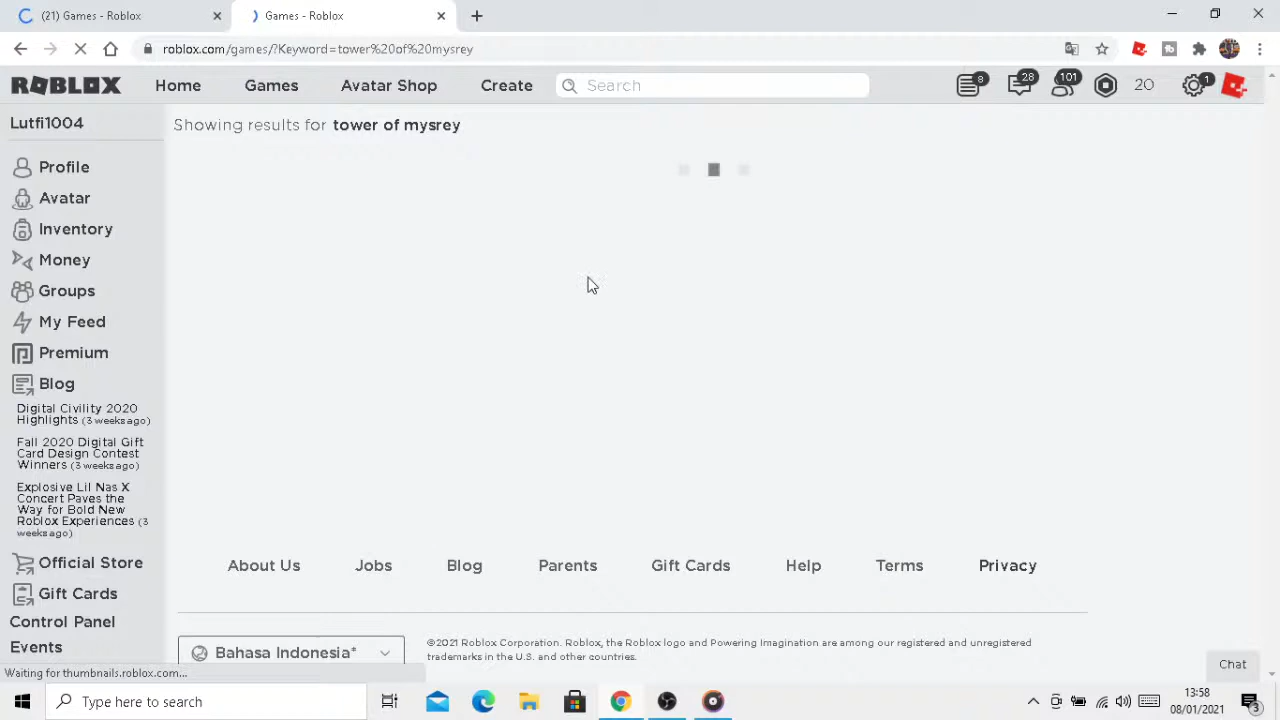 (21) Games - Roblox
Games - Roblox
roblox.com/games/?Keyword=tower%20of%20mysrey
ROBLOX Home Games Avatar Shop Create Search 8 28 101 20 1
Lutfi1004
Showing results for tower of mysrey
Profile
Avatar
Inventory
Money
Groups
My Feed
Premium
Blog
Digital Civility 2020
Highlights (3 weeks ago)
Fall 2020 Digital Gift
Card Design Contest
Winners (3 weeks ago)
Explosive Lil Nas X
Concert Paves the
Way for Bold New
Roblox Experiences (3
weeks ago)
Official Store
Gift Cards
Control Panel
Events
About Us Jobs Blog Parents Gift Cards Help Terms Privacy
Bahasa Indonesia*
©2021 Roblox Corporation. Roblox, the Roblox logo and Powering Imagination are among our registered and unregistered
trademarks in the U.S. and other countries.
Chat
Waiting for thumbnails.roblox.com...
Type here to search
13:58
08/01/2021
3